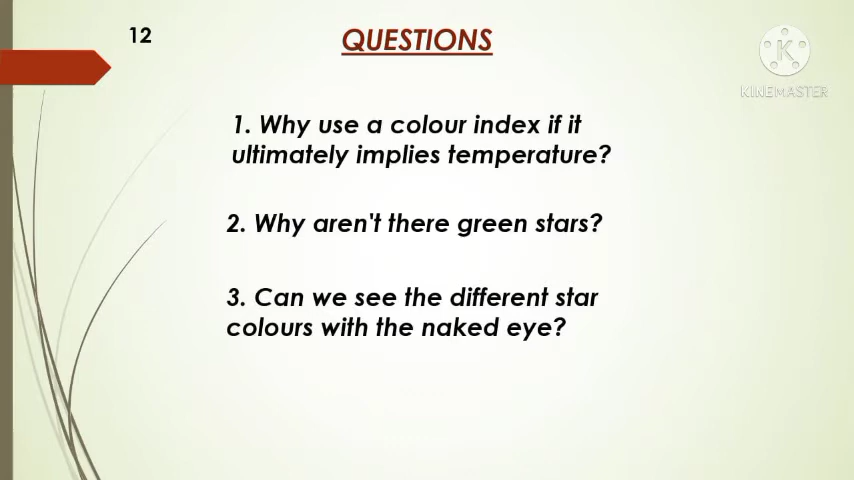 12
QUESTIONS
K
KINEMASTER
1. Why use a colour index if it
ultimately implies temperature?
2. Why aren't there green stars?
3. Can we see the different star
colours with the naked eye?